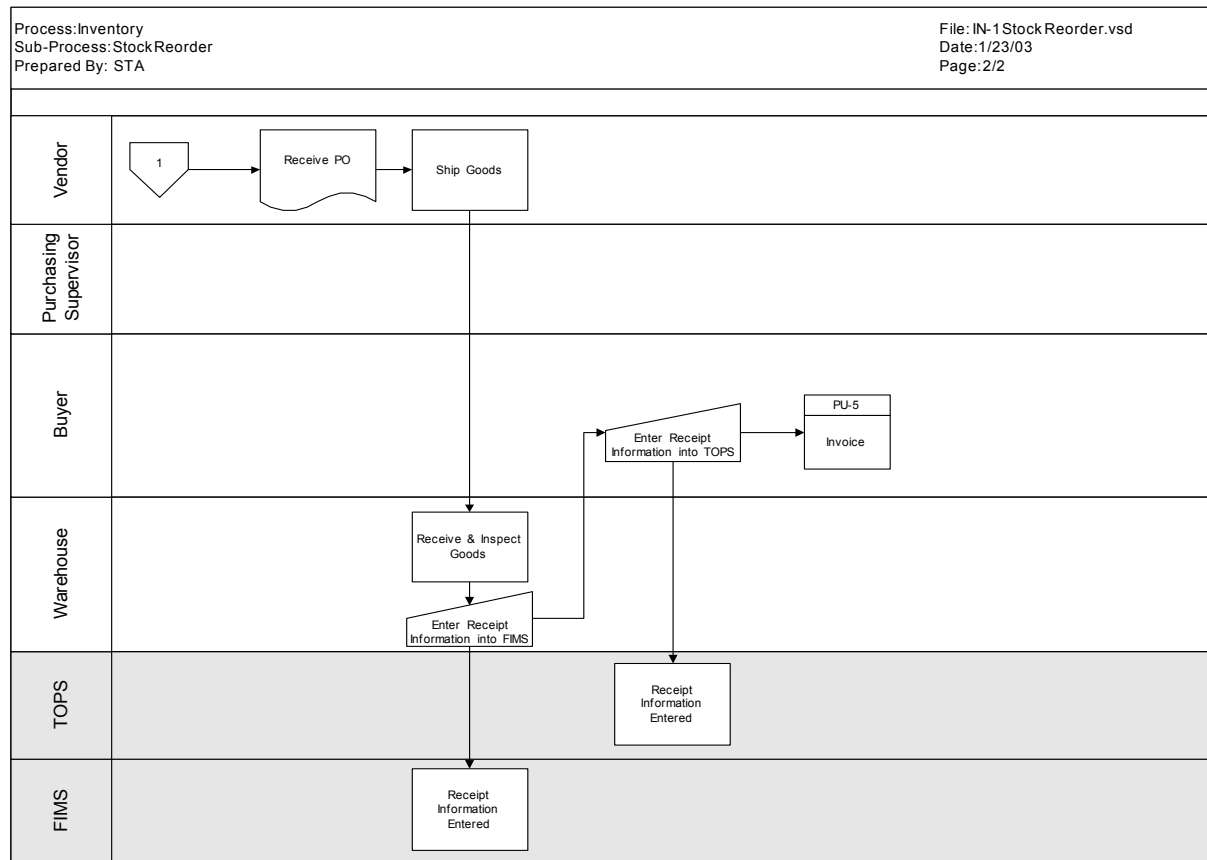 Process:Inventory
Sub-Process:Stock Reorder
Prepared By: STA
File: IN-1 Stock Reorder.vsd
Date:1/23/03
Page:2/2
Vendor
1
Receive PO
Ship Goods
Purchasing
Supervisor
Buyer
Enter Receipt
Information into TOPS
PU-5
Invoice
Warehouse
Receive & Inspect
Goods
Enter Receipt
Information into FIMS
TOPS
Receipt
Information
Entered
FIMS
Receipt
Information
Entered